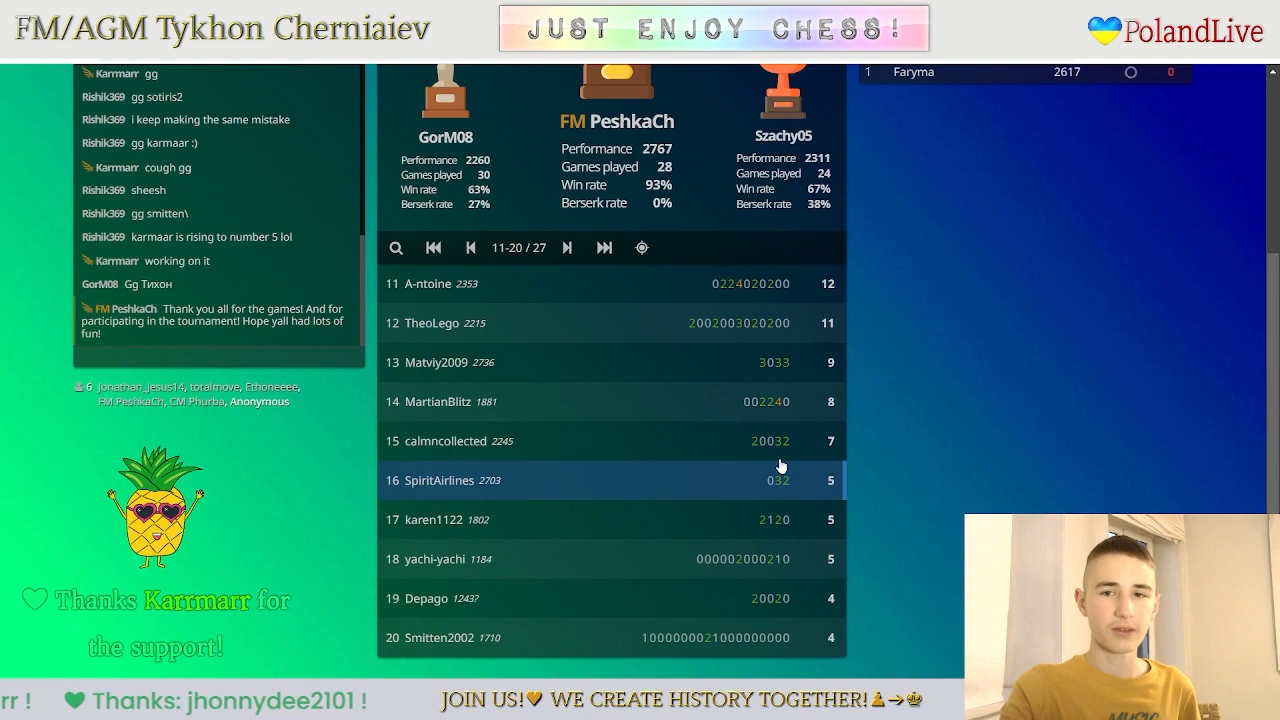 FM/AGM Tykhon Cherniaiev
JUST ENJOY CHESS!
PolandLive
Karrmarr gg
Rishik369 gg sotiris2
Rishik369 i keep making the same mistake
Rishik369 gg karmaar :)
Karrmarr cough gg
Rishik369 sheesh
Rishik369 gg smitten\
Rishik369 karmaar is rising to number 5 lol
Karrmarr working on it
GorM08 Gg Тихон
FM PeshkaCh Thank you all for the games! And for
participating in the tournament! Hope yall had lots of
fun!
6 jonathan_jesus14, totalmove, Ethoneeee,
FM PeshkaCh, CM Phurba, Anonymous
Thanks Karrmarr for
the support!
GorM08
Performance 2260
Games played 30
Win rate 63%
Berserk rate 27%
FM PeshkaCh
Performance 2767
Games played 28
Win rate 93%
Berserk rate 0%
Szachy05
Performance 2311
Games played 24
Win rate 67%
Berserk rate 38%
11-20 / 27
11 A-ntoine 2353 0224020200 12
12 TheoLego 2215 2002003020200 11
13 Matviy2009 2736 3033 9
14 MartianBlitz 1881 002240 8
15 calmncollected 2245 20032 7
16 SpiritAirlines 2703 032 5
17 karen1122 1802 2120 5
18 yachi-yachi 1184 000002000210 5
19 Depago 1243? 20020 4
20 Smitten2002 1710 10000000021000000000 4
1 Faryma 2617 0
MUSIC
rr ! Thanks: jhonnydee2101 !
JOIN US! WE CREATE HISTORY TOGETHER!